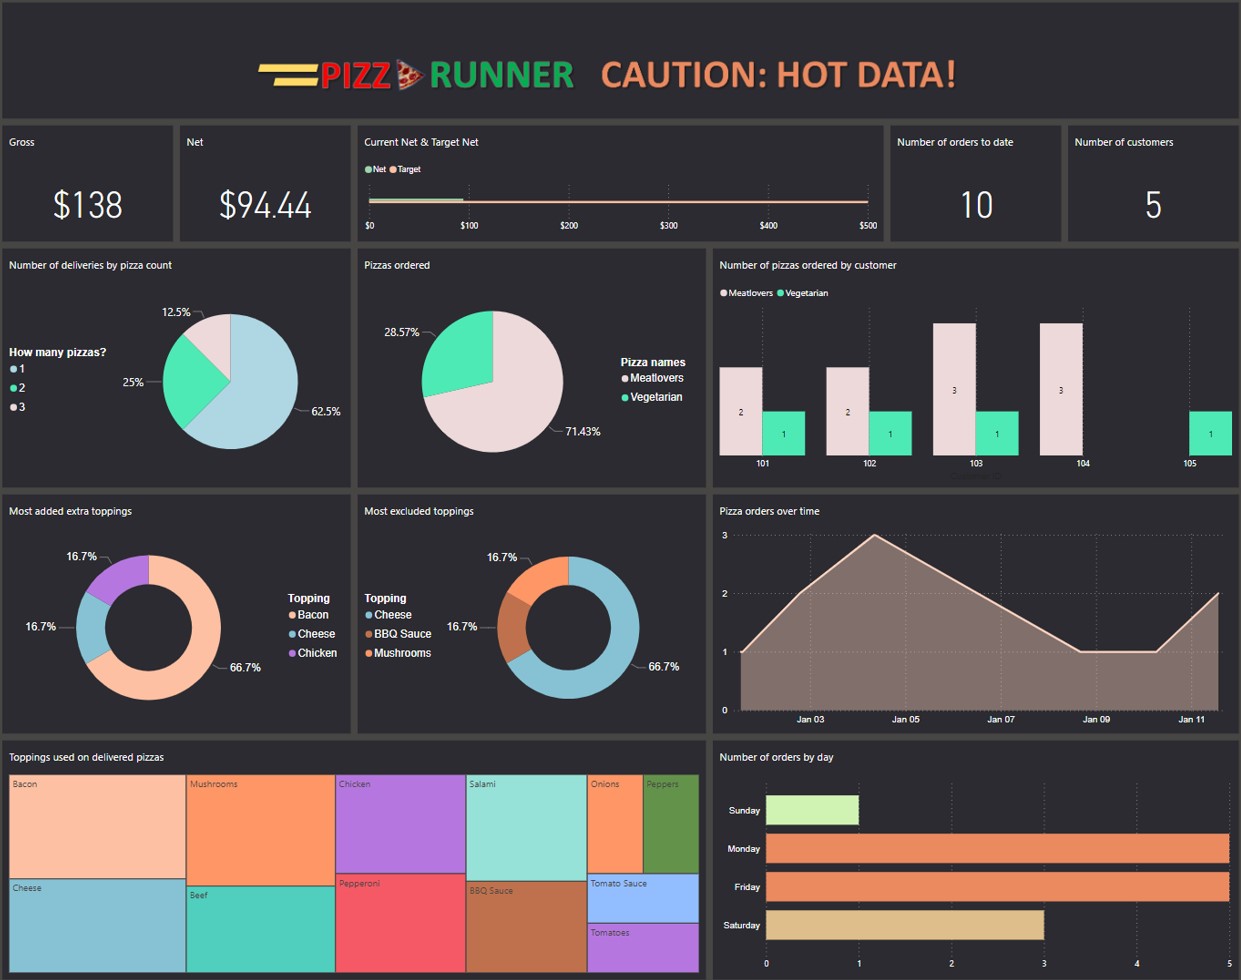 PIZZ RUNNER CAUTION: HOT DATA!
Gross
$138
Net
$94.44
Current Net & Target Net
Net Target
$0 $100 $200 $300 $400 $500
Number of orders to date
10
Number of customers
5
Number of deliveries by pizza count
How many pizzas?
1
2
3
12.5%
25%
62.5%
Pizzas ordered
28.57%
71.43%
Pizza names
Meatlovers
Vegetarian
Number of pizzas ordered by customer
Meatlovers Vegetarian
2 1 2 1 3 1 3 1
101 102 103 104 105
Most added extra toppings
16.7%
16.7%
66.7%
Topping
Bacon
Cheese
Chicken
Most excluded toppings
Topping
Cheese
BBQ Sauce
Mushrooms
16.7%
16.7%
66.7%
Pizza orders over time
3
2
1
0
Jan 03 Jan 05 Jan 07 Jan 09 Jan 11
Toppings used on delivered pizzas
Bacon
Cheese
Mushrooms
Beef
Chicken
Pepperoni
Salami
BBQ Sauce
Onions
Peppers
Tomato Sauce
Tomatoes
Number of orders by day
Sunday
Monday
Friday
Saturday
0 1 2 3 4 5